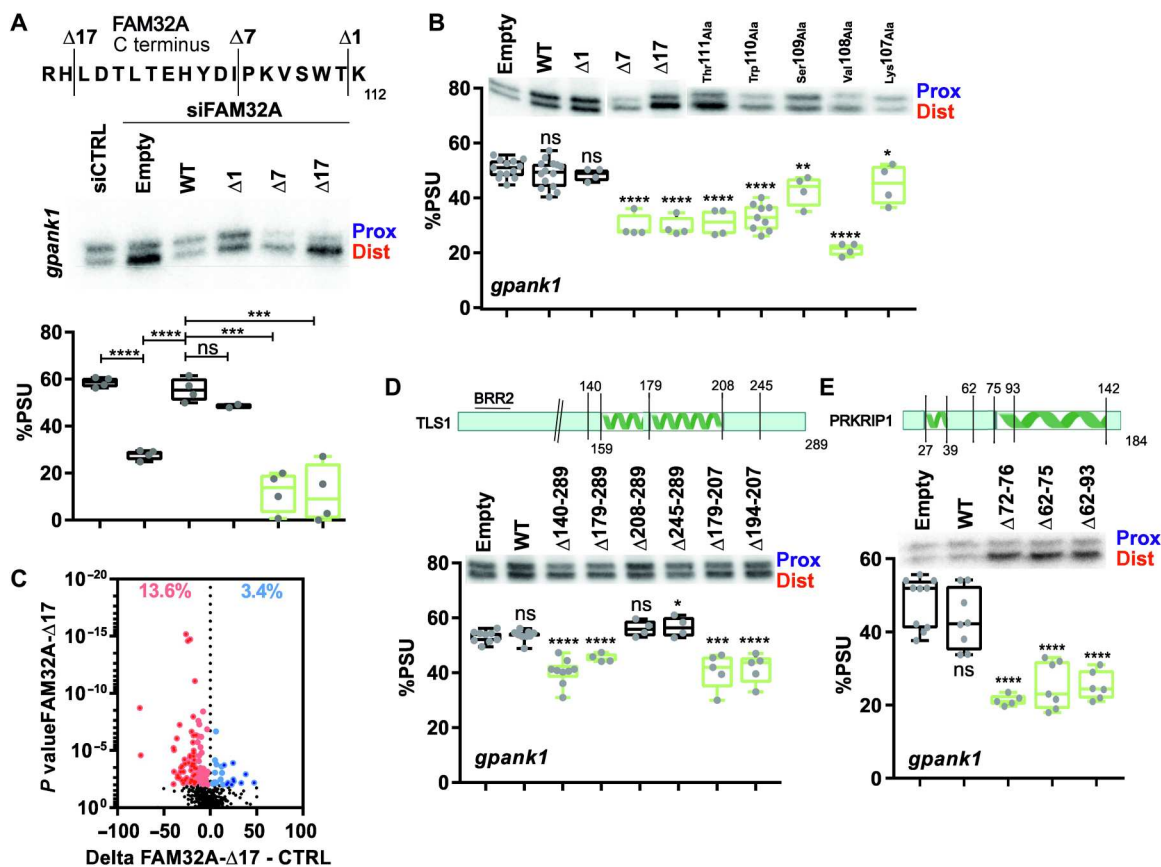 A
Δ17 FAM32A Δ7 Δ1
C terminus
RHLDTLTEHYDIPKVSWTK
112
siFAM32A
siCTRL
Empty
WT
Δ1
Δ7
Δ17
gpank1
Prox
Dist
**** **** *** *** ns
%PSU
80
60
40
20
0
B
Empty
WT
Δ1
Δ7
Δ17
Thr111Ala
Trp110Ala
Ser109Ala
Val108Ala
Lys107Ala
Prox
Dist
%PSU
80
60
40
20
0
ns ns **** **** **** **** ** **** *
gpank1
C
13.6% 3.4%
P valueFAM32A-Δ17
10–20
10–15
10–10
10–5
100
–100 –50 0.0 50 100
Delta FAM32A-Δ17 - CTRL
D
BRR2
140 179 208 245
TLS1
159 289
Empty
WT
Δ140-289
Δ179-289
Δ208-289
Δ245-289
Δ179-207
Δ194-207
Prox
Dist
%PSU
80
60
40
20
0
ns **** **** ns * *** ****
gpank1
E
62 75 93 142
PRKRIP1
27 39 184
Empty
WT
Δ72-76
Δ62-75
Δ62-93
Prox
Dist
%PSU
60
40
20
0
ns **** **** ****
gpank1